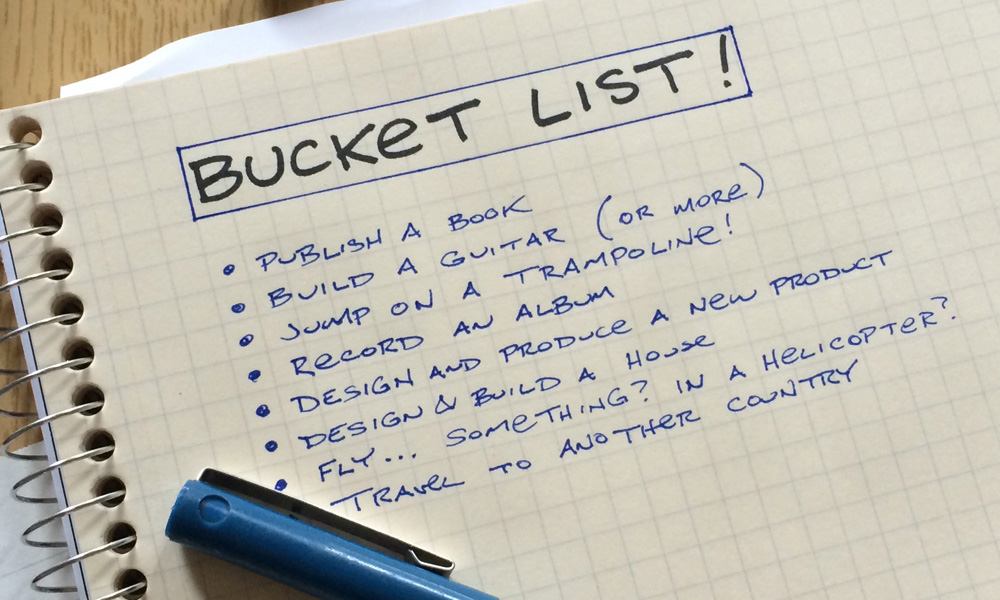 BUCKET LIST!
• PUBLISH A BOOK
• BUILD A GUITAR (OR MORE)
• JUMP ON A TRAMPOLINE!
• RECORD AN ALBUM
• DESIGN AND PRODUCE A NEW PRODUCT
• DESIGN & BUILD A HOUSE
• FLY... SOMETHING? IN A HELICOPTER?
TRAVEL TO ANOTHER COUNTRY